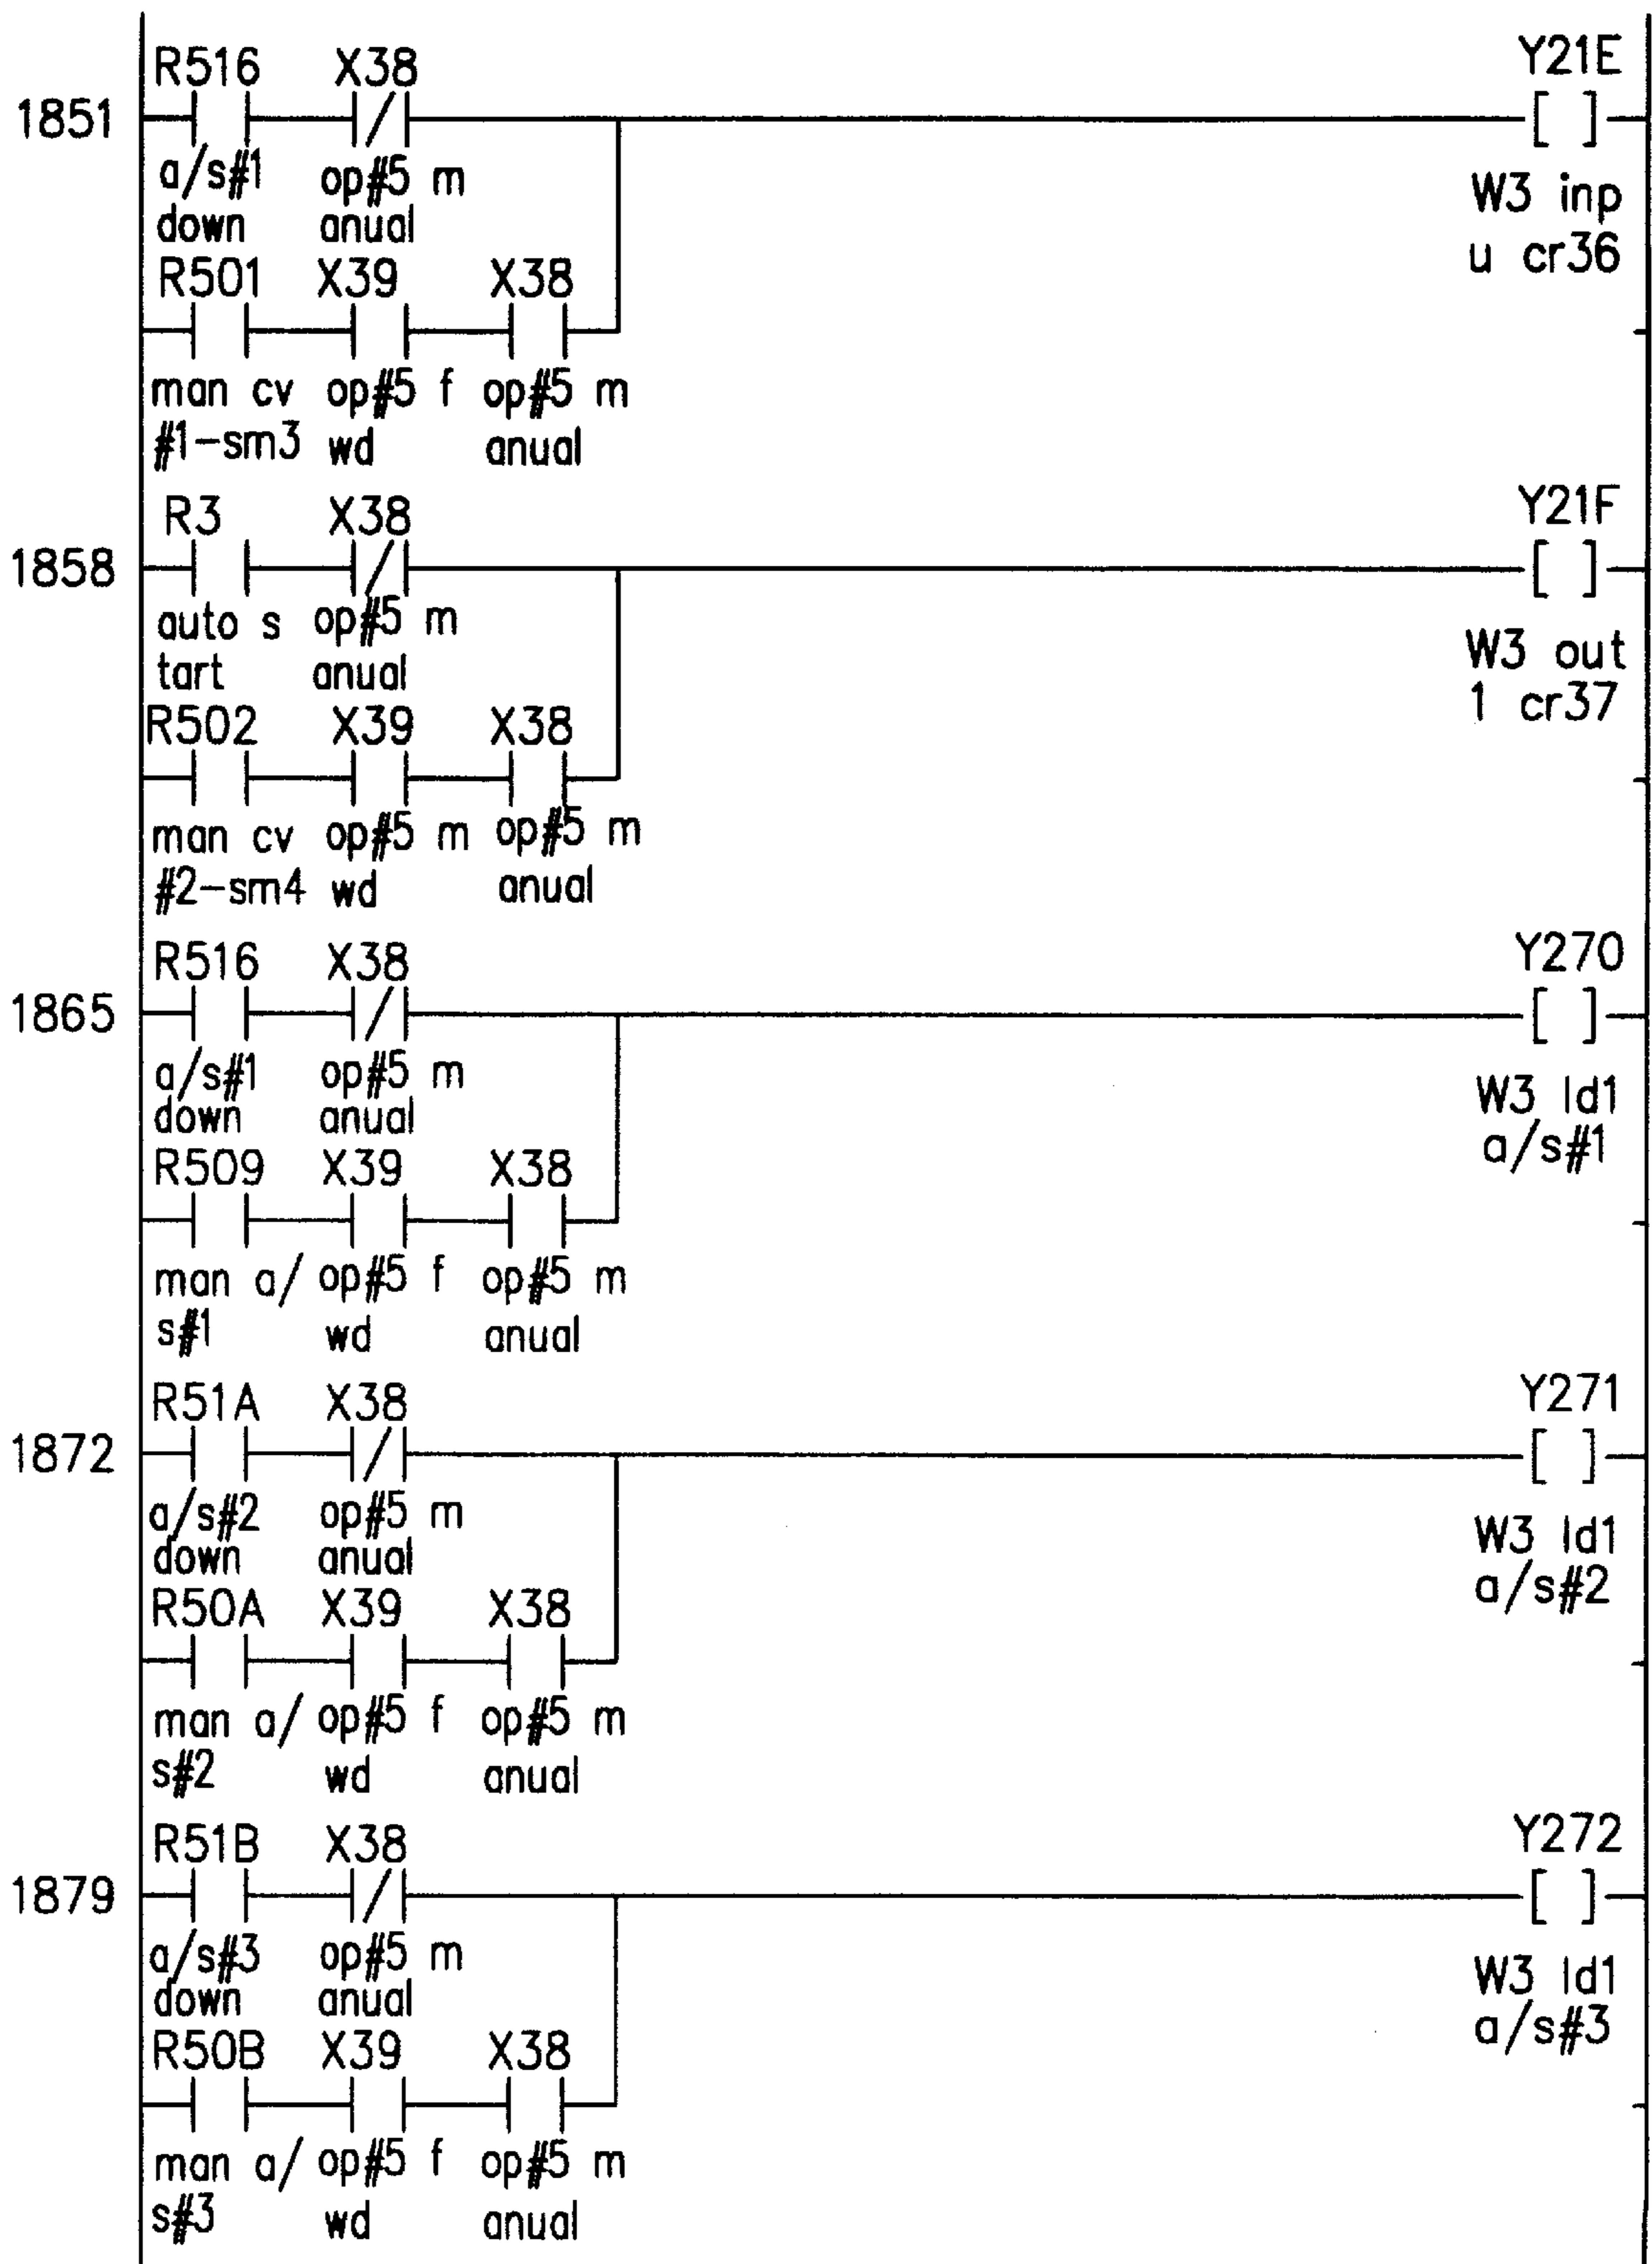 R516 X38 Y21E
1851 [ ]
a/s#1 op#5 m W3 inp
down anual u cr36
R501 X39 X38
man cv op#5 f op#5 m
#1-sm3 wd anual
R3 X38 Y21F
1858 [ ]
auto s op#5 m W3 out
tart anual 1 cr37
R502 X39 X38
man cv op#5 m op#5 m
#2-sm4 wd anual
R516 X38 Y270
1865 [ ]
a/s#1 op#5 m W3 ld1
down anual a/s#1
R509 X39 X38
man a/ op#5 f op#5 m
s#1 wd anual
R51A X38 Y271
1872 [ ]
a/s#2 op#5 m W3 ld1
down anual a/s#2
R50A X39 X38
man a/ op#5 f op#5 m
s#2 wd anual
R51B X38 Y272
1879 [ ]
a/s#3 op#5 m W3 ld1
down anual a/s#3
R50B X39 X38
man a/ op#5 f op#5 m
s#3 wd anual